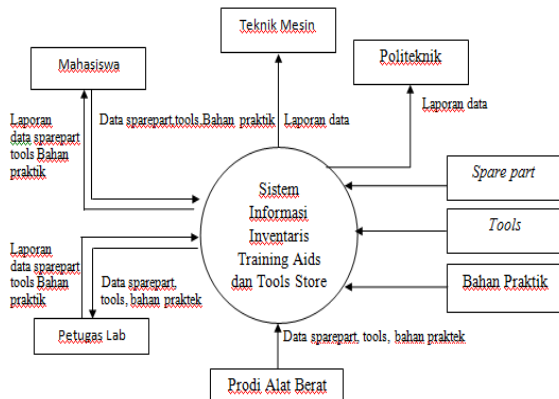 Teknik Mesin
Mahasiswa
Politeknik
Laporan
data sparepart
tools Bahan
praktik
Data sparepart,tools,Bahan praktik
Laporan data
Laporan data
Sistem
Informasi
Inventaris
Training Aids
dan Tools Store
Spare part
Tools
Bahan Praktik
Laporan
data sparepart
tools Bahan
praktik
Data sparepart,
tools, bahan praktek
Petugas Lab
Data sparepart, tools, bahan praktek
Prodi Alat Berat